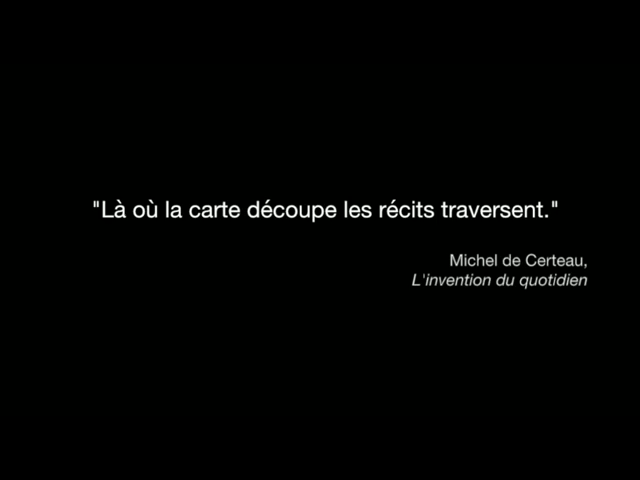 "Là où la carte découpe les récits traversent."
Michel de Certeau,
L'invention du quotidien